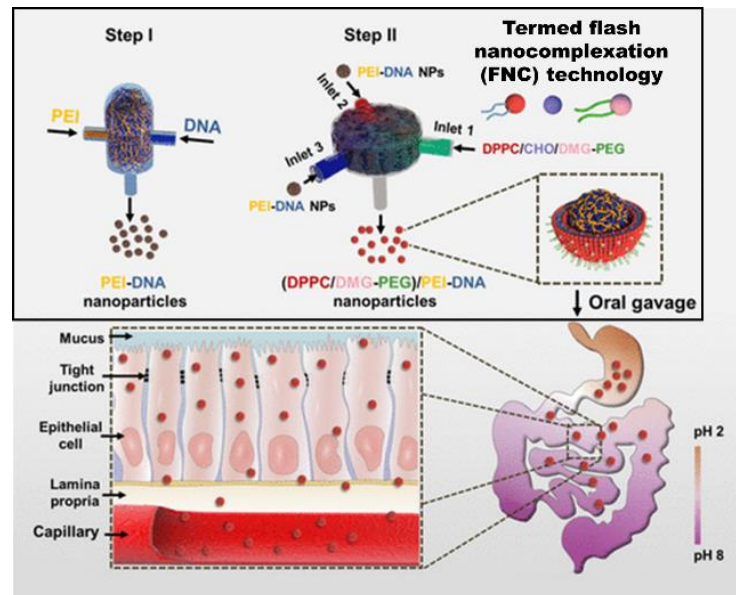 Step I
Step II
Termed flash
nanocomplexation
(FNC) technology
PEI
DNA
PEI-DNA
nanoparticles
PEI-DNA NPs
Inlet 2
Inlet 1
Inlet 3
DPPC/CHO/DMG-PEG
PEI-DNA NPs
(DPPC/DMG-PEG)/PEI-DNA
nanoparticles
Oral gavage
Mucus
Tight
junction
Epithelial
cell
Lamina
propria
Capillary
pH 2
pH 8